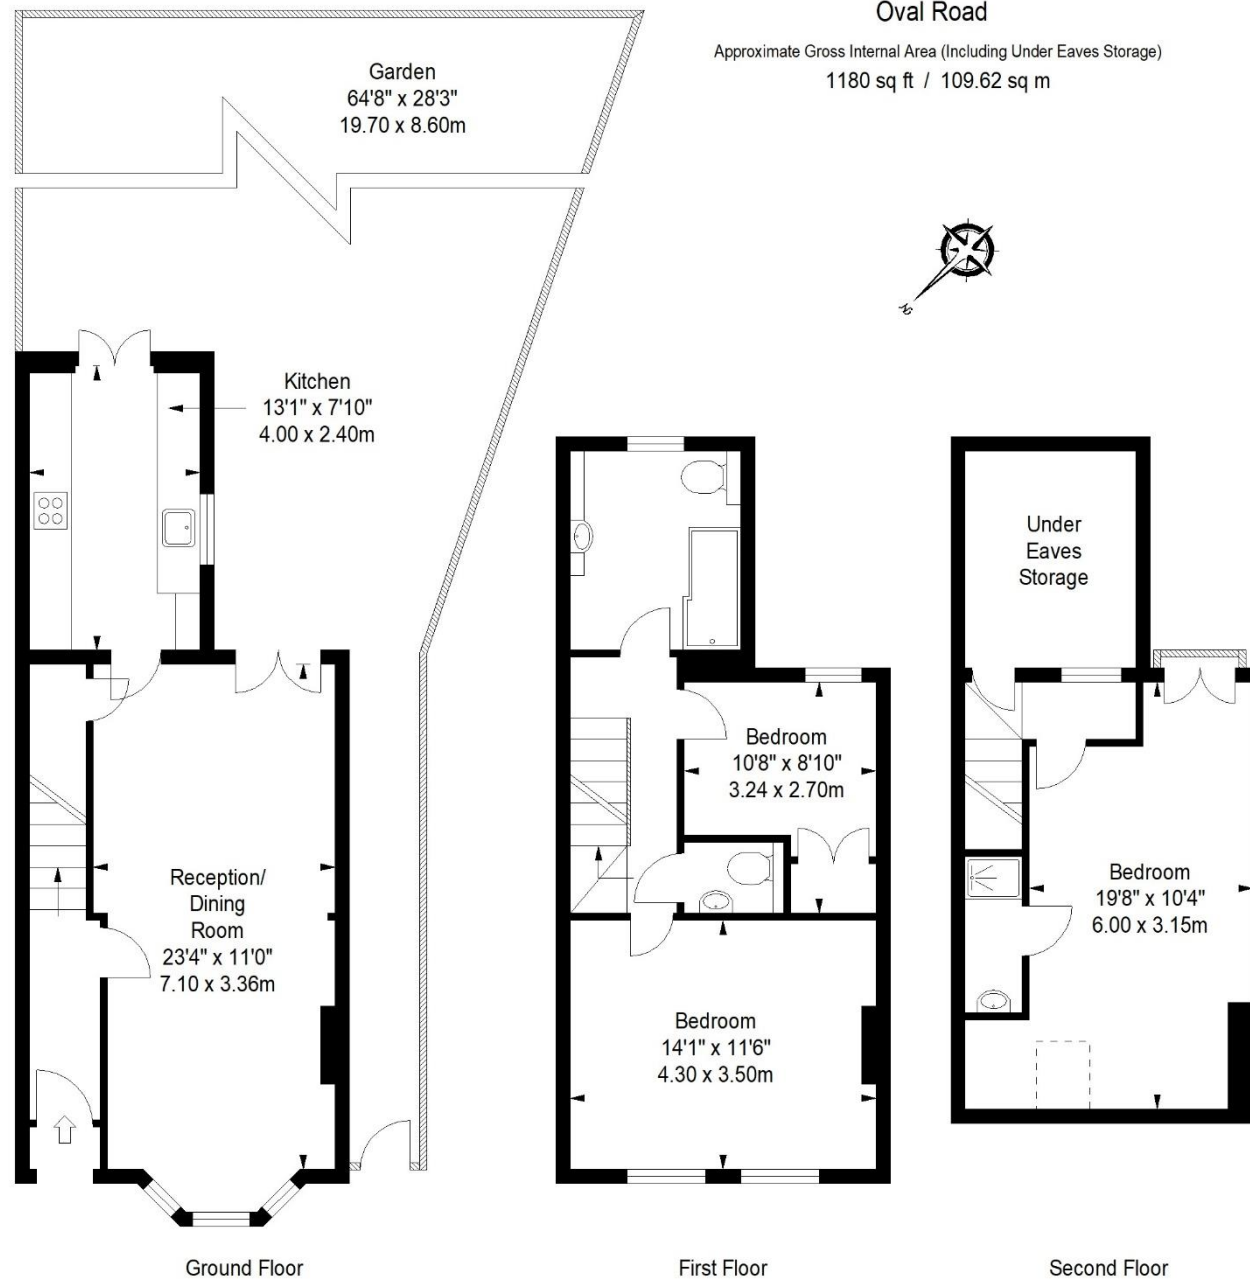 Oval Road
Approximate Gross Internal Area (Including Under Eaves Storage)
1180 sq ft / 109.62 sq m
Garden
64'8" x 28'3"
19.70 x 8.60m
N
Kitchen
13'1" x 7'10"
4.00 x 2.40m
Reception/
Dining
Room
23'4" x 11'0"
7.10 x 3.36m
Ground Floor
Bedroom
10'8" x 8'10"
3.24 x 2.70m
Bedroom
14'1" x 11'6"
4.30 x 3.50m
First Floor
Under
Eaves
Storage
Bedroom
19'8" x 10'4"
6.00 x 3.15m
Second Floor